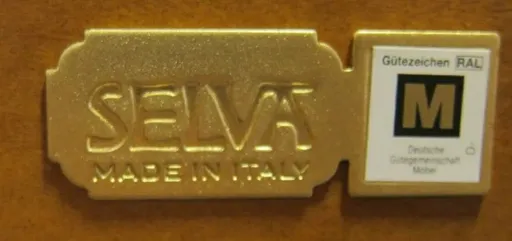 SELVA
MADE IN ITALY
Gütezeichen RAL
M
Deutsche
Gütegemeinschaft
Möbel